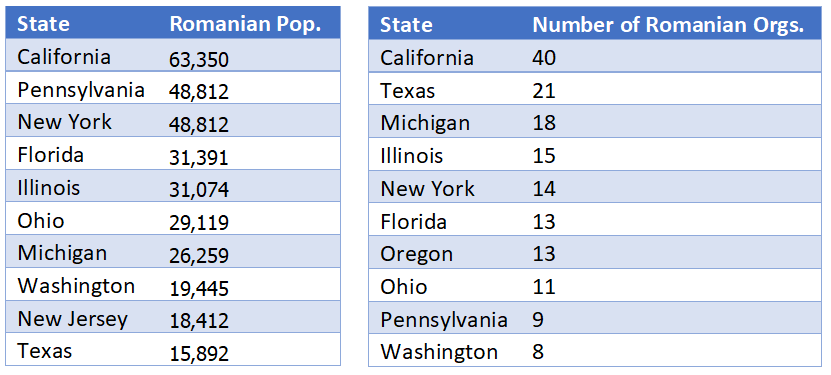 State Romanian Pop.
California 63,350
Pennsylvania 48,812
New York 48,812
Florida 31,391
Illinois 31,074
Ohio 29,119
Michigan 26,259
Washington 19,445
New Jersey 18,412
Texas 15,892
State Number of Romanian Orgs.
California 40
Texas 21
Michigan 18
Illinois 15
New York 14
Florida 13
Oregon 13
Ohio 11
Pennsylvania 9
Washington 8